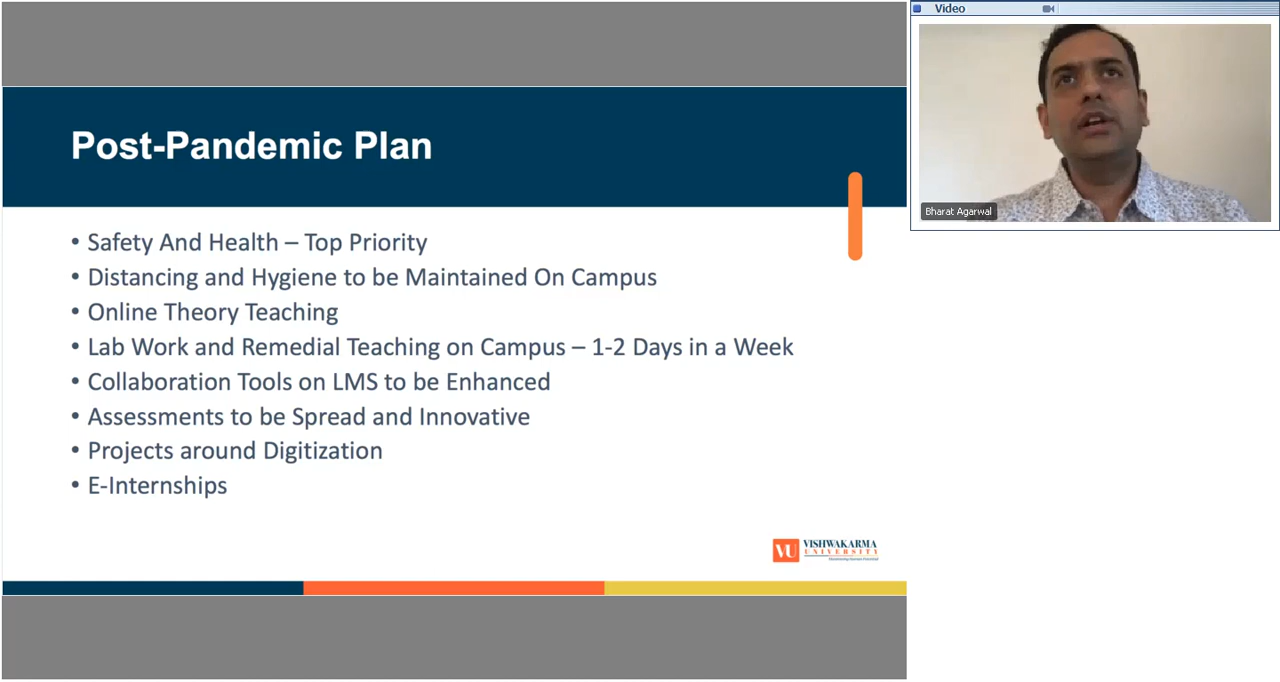 Post-Pandemic Plan
• Safety And Health – Top Priority
• Distancing and Hygiene to be Maintained On Campus
• Online Theory Teaching
• Lab Work and Remedial Teaching on Campus – 1-2 Days in a Week
• Collaboration Tools on LMS to be Enhanced
• Assessments to be Spread and Innovative
• Projects around Digitization
• E-Internships
VU
VISHWAKARMA
UNIVERSITY
Video
Bharat Agarwal